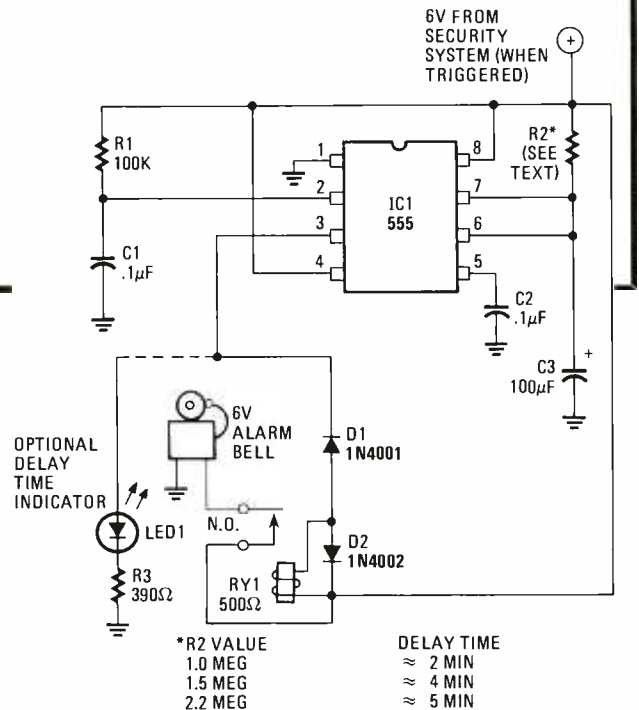 6V FROM
SECURITY
SYSTEM (WHEN
TRIGGERED)
+
R1
100K
R2*
(SEE
TEXT)
1
2
3
4
8
7
6
5
IC1
555
C1
.1µF
C2
.1µF
C3
100µF
+
6V
ALARM
BELL
D1
1N4001
OPTIONAL
DELAY
TIME
INDICATOR
LED1
N.O.
D2
1N4002
R3
390Ω
RY1
500Ω
*R2 VALUE DELAY TIME
1.0 MEG ≈ 2 MIN
1.5 MEG ≈ 4 MIN
2.2 MEG ≈ 5 MIN